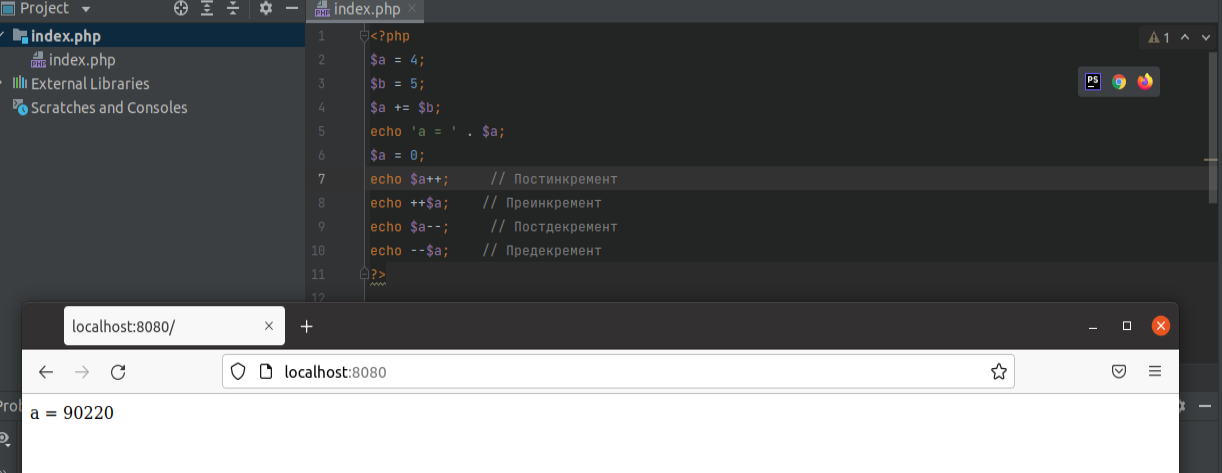 Project
index.php
index.php
index.php
External Libraries
Scratches and Consoles
1 <?php
2 $a = 4;
3 $b = 5;
4 $a += $b;
5 echo 'a = ' . $a;
6 $a = 0;
7 echo $a++; // Постинкремент
8 echo ++$a; // Преинкремент
9 echo $a--; // Постдекремент
10 echo --$a; // Предекремент
11 ?>
12
1
PS
localhost:8080/
localhost:8080
Prob
a = 90220